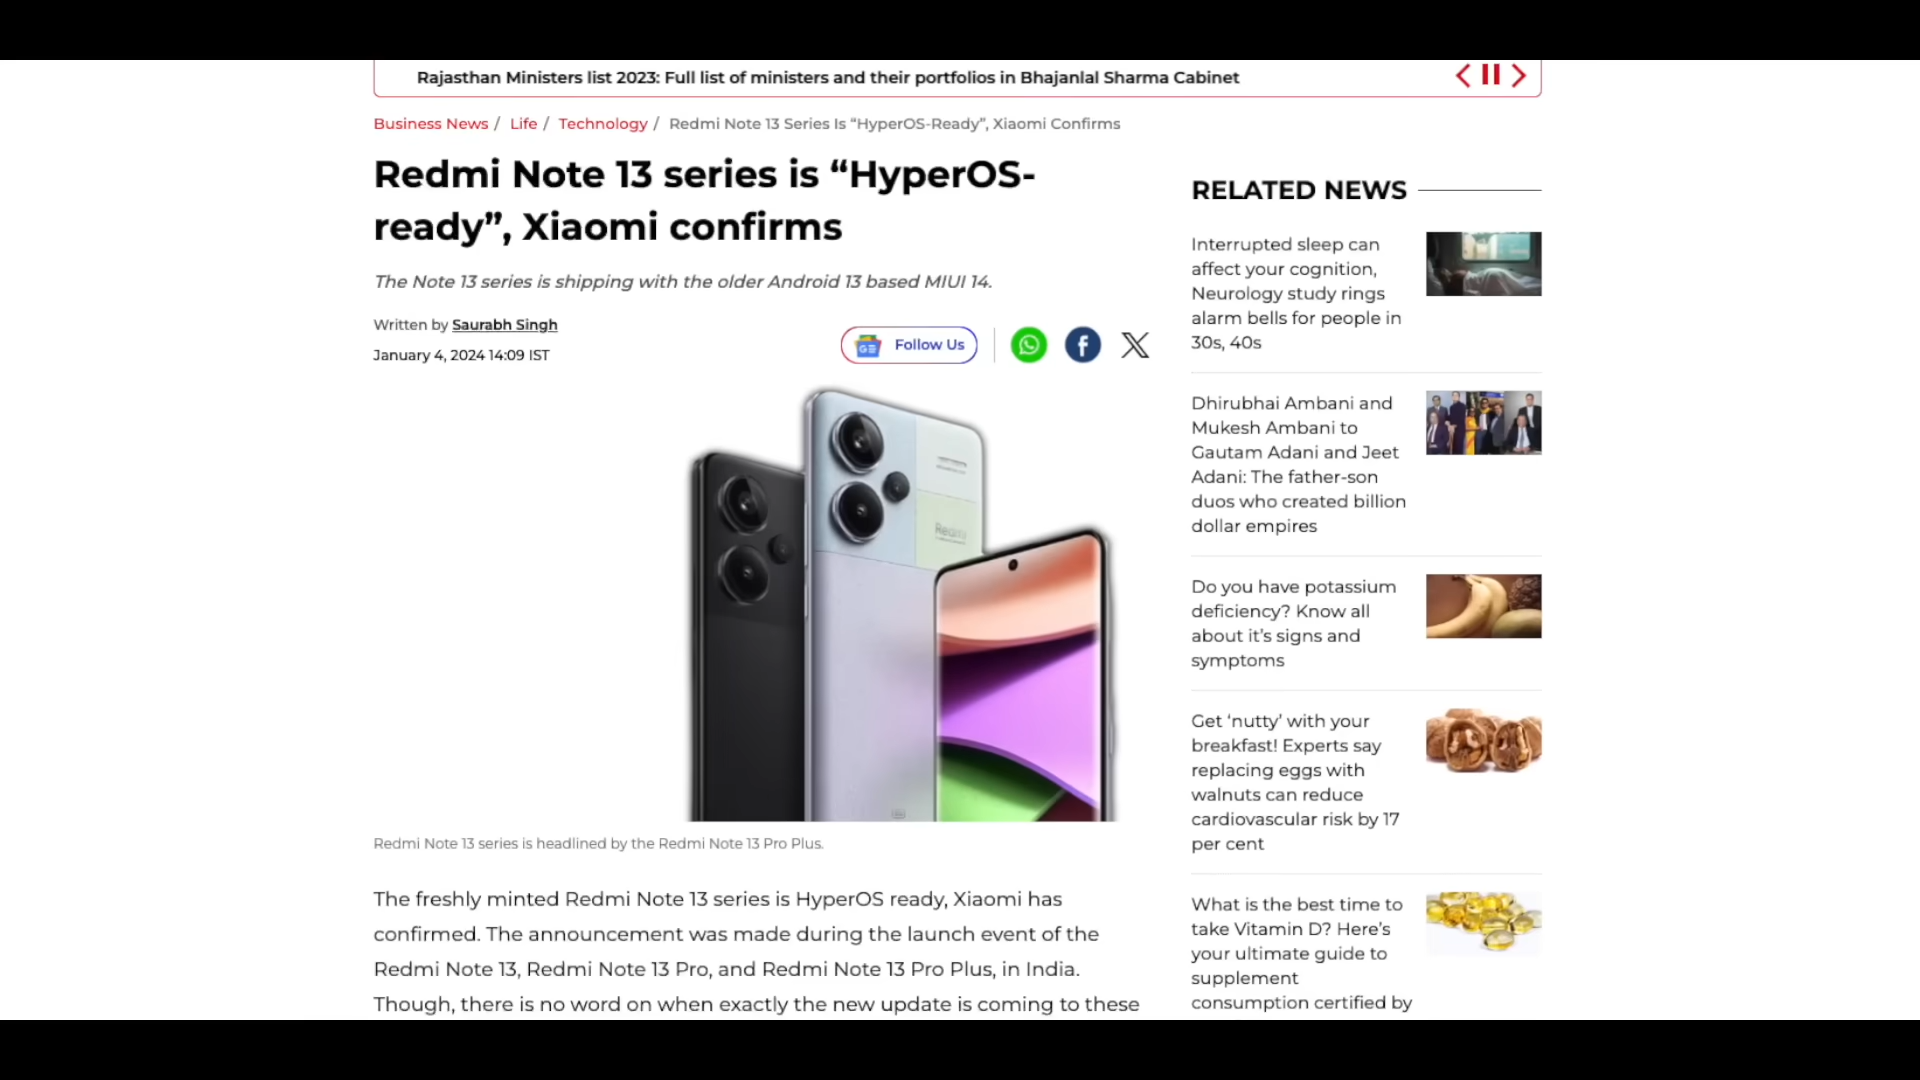 Rajasthan Ministers list 2023: Full list of ministers and their portfolios in Bhajanlal Sharma Cabinet
Business News / Life / Technology / Redmi Note 13 Series Is “HyperOS-Ready”, Xiaomi Confirms
Redmi Note 13 series is “HyperOS-
ready”, Xiaomi confirms
The Note 13 series is shipping with the older Android 13 based MIUI 14.
Written by Saurabh Singh
January 4, 2024 14:09 IST
GE Follow Us
Redmi
Redmi Note 13 series is headlined by the Redmi Note 13 Pro Plus.
The freshly minted Redmi Note 13 series is HyperOS ready, Xiaomi has
confirmed. The announcement was made during the launch event of the
Redmi Note 13, Redmi Note 13 Pro, and Redmi Note 13 Pro Plus, in India.
Though, there is no word on when exactly the new update is coming to these
RELATED NEWS
Interrupted sleep can
affect your cognition,
Neurology study rings
alarm bells for people in
30s, 40s
Dhirubhai Ambani and
Mukesh Ambani to
Gautam Adani and Jeet
Adani: The father-son
duos who created billion
dollar empires
Do you have potassium
deficiency? Know all
about it’s signs and
symptoms
Get ‘nutty’ with your
breakfast! Experts say
replacing eggs with
walnuts can reduce
cardiovascular risk by 17
per cent
What is the best time to
take Vitamin D? Here’s
your ultimate guide to
supplement
consumption certified by